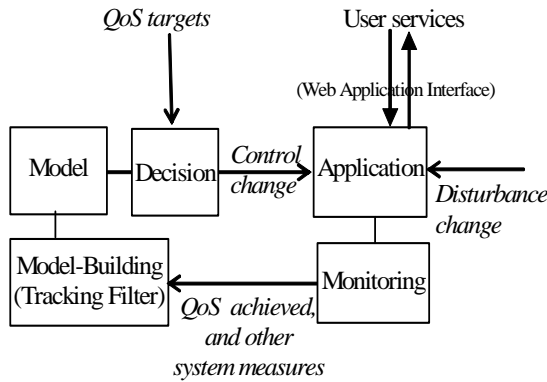 QoS targets
User services
(Web Application Interface)
Model
Decision
Control
change
Application
Disturbance
change
Model-Building
(Tracking Filter)
Monitoring
QoS achieved,
and other
system measures